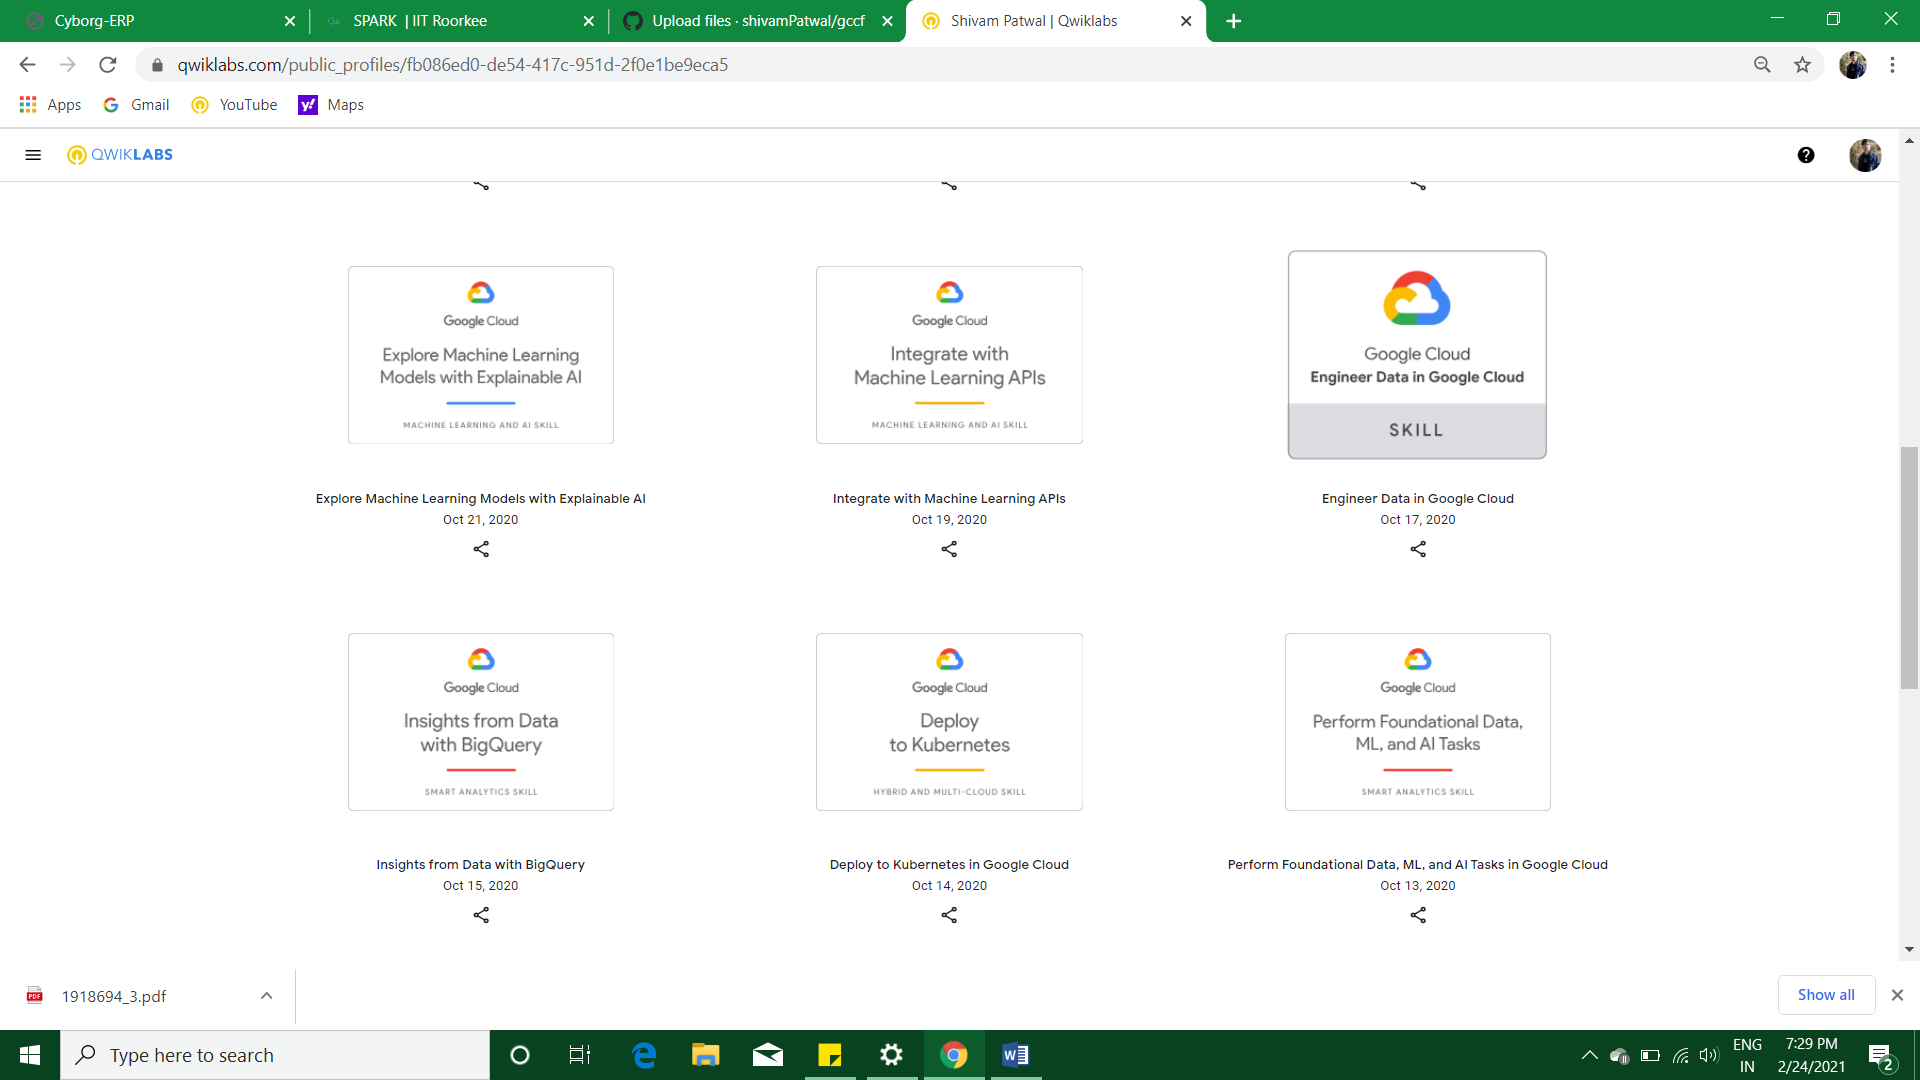 Cyborg-ERP
SPARK | IIT Roorkee
Upload files · shivamPatwal/gccf
Shivam Patwal | Qwiklabs
qwiklabs.com/public_profiles/fb086ed0-de54-417c-951d-2f0e1be9eca5
Apps
Gmail
YouTube
Maps
QWIKLABS
Google Cloud
Explore Machine Learning
Models with Explainable AI
MACHINE LEARNING AND AI SKILL
Explore Machine Learning Models with Explainable AI
Oct 21, 2020
Google Cloud
Integrate with
Machine Learning APIs
MACHINE LEARNING AND AI SKILL
Integrate with Machine Learning APIs
Oct 19, 2020
Google Cloud
Engineer Data in Google Cloud
SKILL
Engineer Data in Google Cloud
Oct 17, 2020
Google Cloud
Insights from Data
with BigQuery
SMART ANALYTICS SKILL
Insights from Data with BigQuery
Oct 15, 2020
Google Cloud
Deploy
to Kubernetes
HYBRID AND MULTI-CLOUD SKILL
Deploy to Kubernetes in Google Cloud
Oct 14, 2020
Google Cloud
Perform Foundational Data,
ML, and AI Tasks
SMART ANALYTICS SKILL
Perform Foundational Data, ML, and AI Tasks in Google Cloud
Oct 13, 2020
PDF
1918694_3.pdf
Show all
Type here to search
ENG
IN
7:29 PM
2/24/2021
2